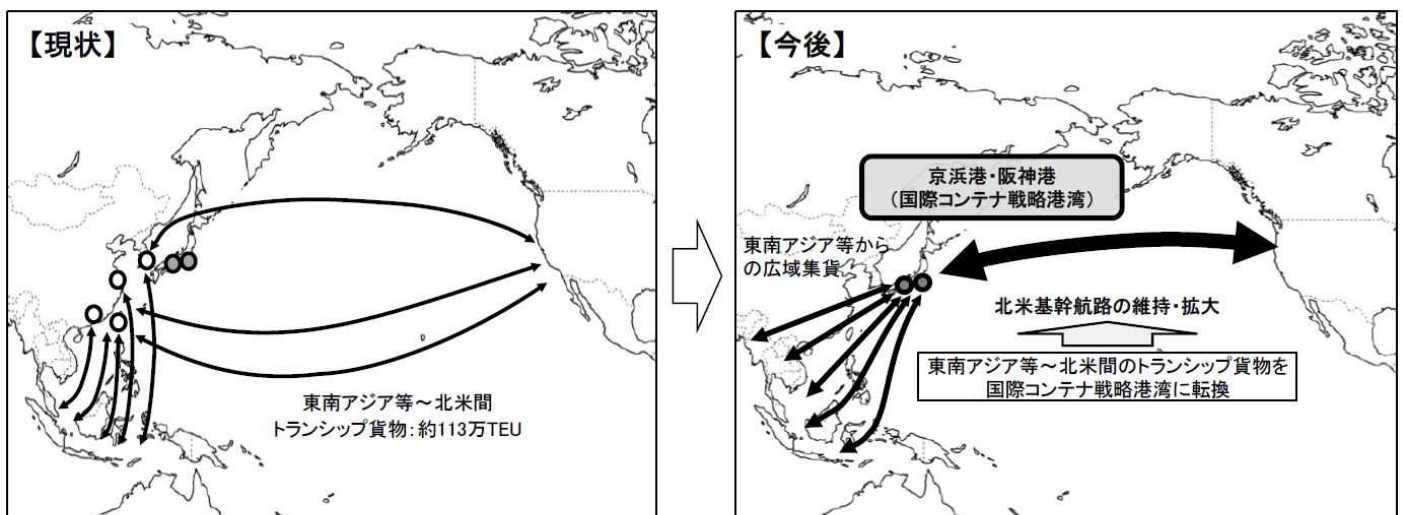 【現状】
東南アジア等～北米間
トランシップ貨物：約113万TEU
【今後】
京浜港・阪神港
（国際コンテナ戦略港湾）
東南アジア等から
の広域集貨
北米基幹航路の維持・拡大
東南アジア等～北米間のトランシップ貨物を
国際コンテナ戦略港湾に転換